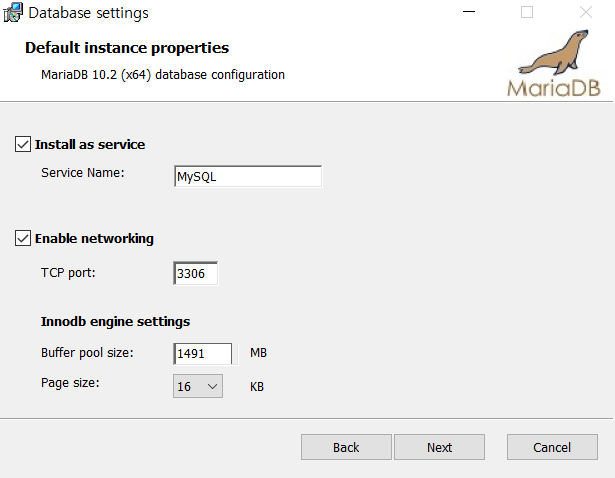 Database settings
Default instance properties
MariaDB 10.2 (x64) database configuration
MariaDB
Install as service
Service Name: MySQL
Enable networking
TCP port: 3306
Innodb engine settings
Buffer pool size: 1491 MB
Page size: 16 KB
Back Next Cancel